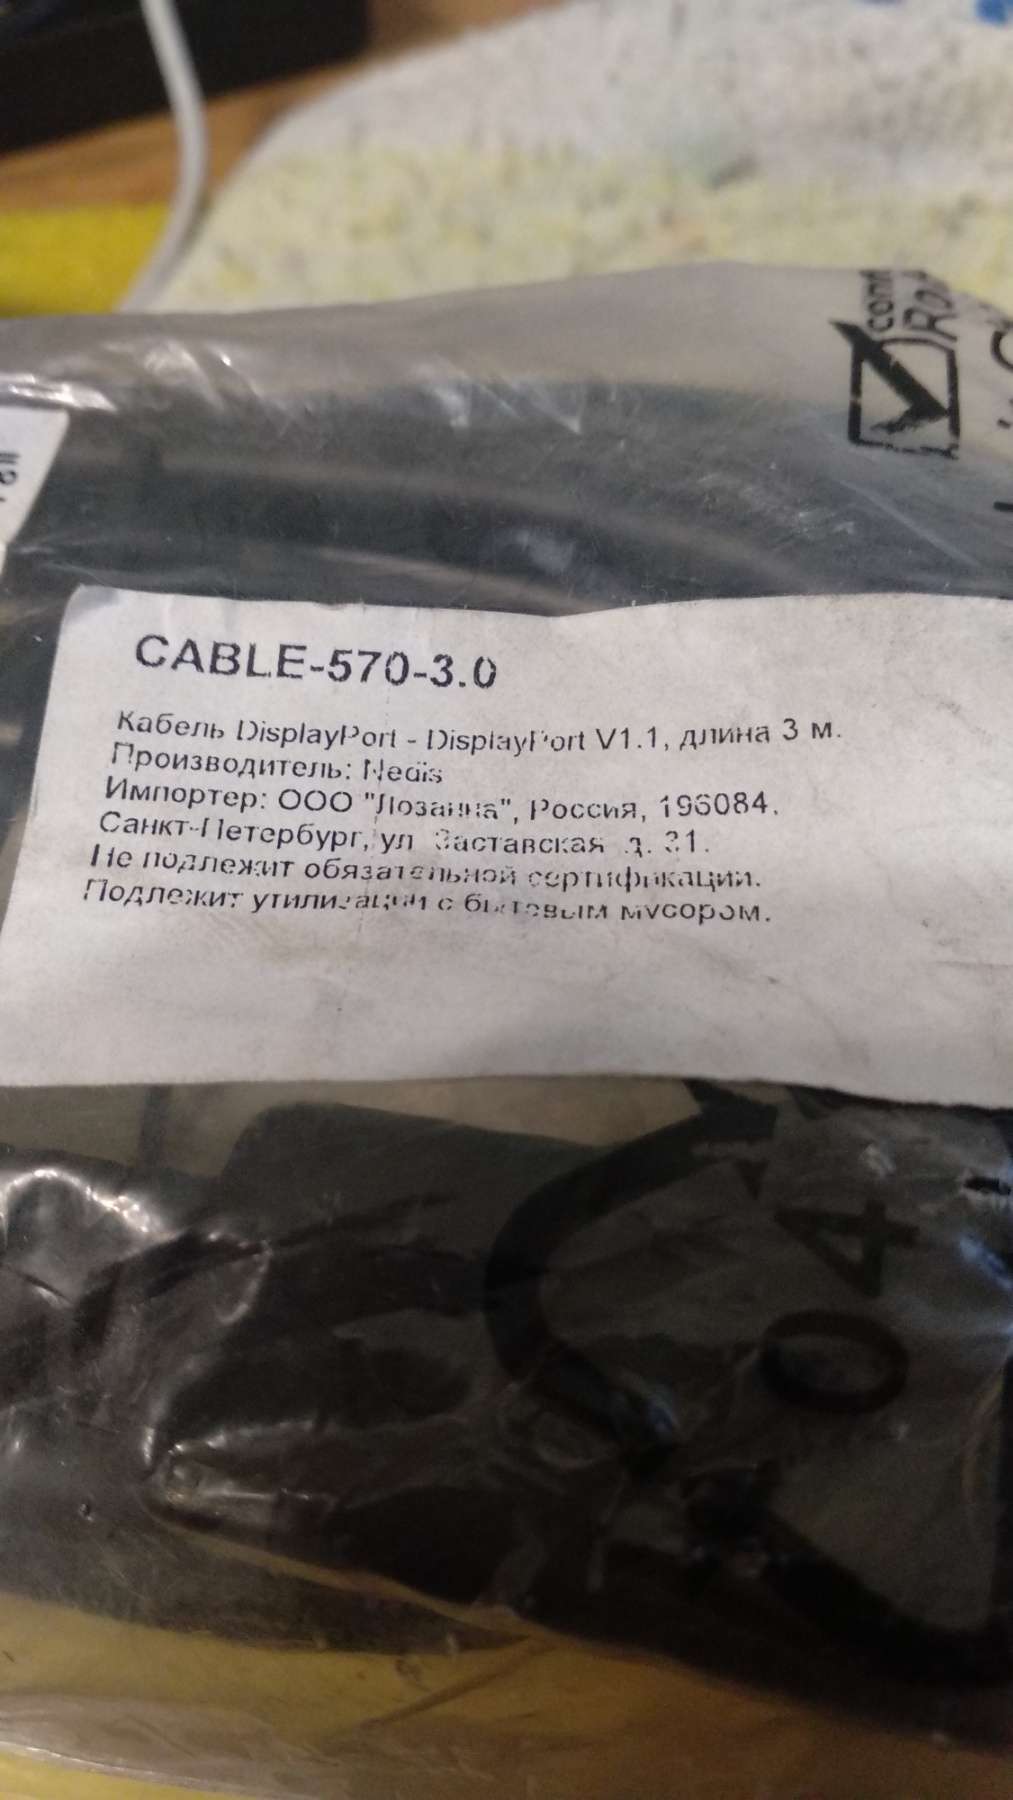 CABLE-570-3.0
Кабель DisplayPort - DisplayPort V1.1, длина 3 м.
Производитель: Nedis
Импортер: ООО "Лозанна", Россия, 196084,
Санкт-Петербург, ул. Заставская д. 31.
Не подлежит обязательной сертификации.
Подлежит утилизации с бытовым мусором.
04